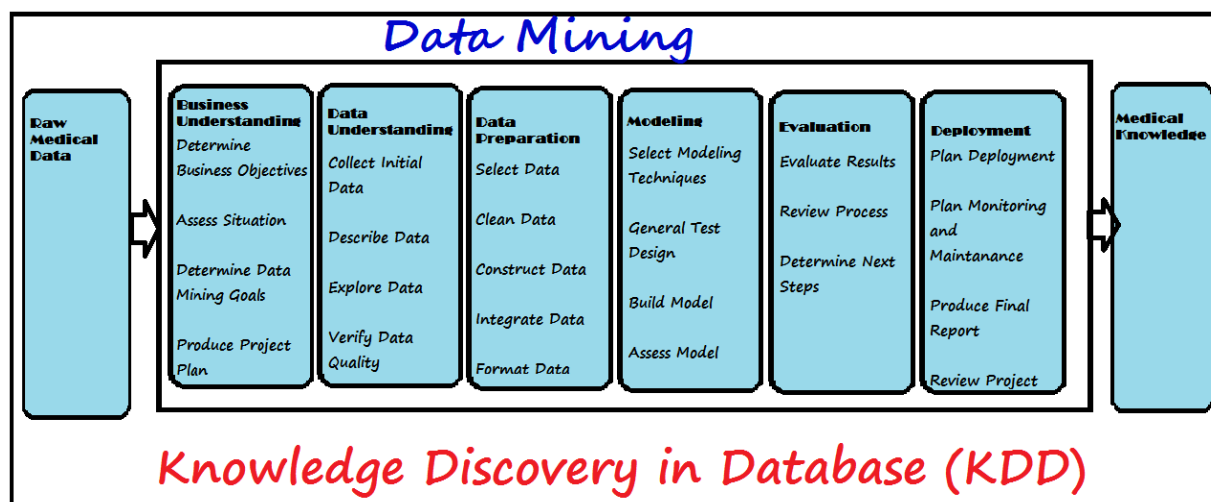 Data Mining
Raw
Medical
Data
Business
Understanding
Determine
Business Objectives
Assess Situation
Determine Data
Mining Goals
Produce Project
Plan
Data
Understanding
Collect Initial
Data
Describe Data
Explore Data
Verify Data
Quality
Data
Preparation
Select Data
Clean Data
Construct Data
Integrate Data
Format Data
Modeling
Select Modeling
Techniques
General Test
Design
Build Model
Assess Model
Evaluation
Evaluate Results
Review Process
Determine Next
Steps
Deployment
Plan Deployment
Plan Monitoring
and
Maintanance
Produce Final
Report
Review Project
Medical
Knowledge
Knowledge Discovery in Database (KDD)